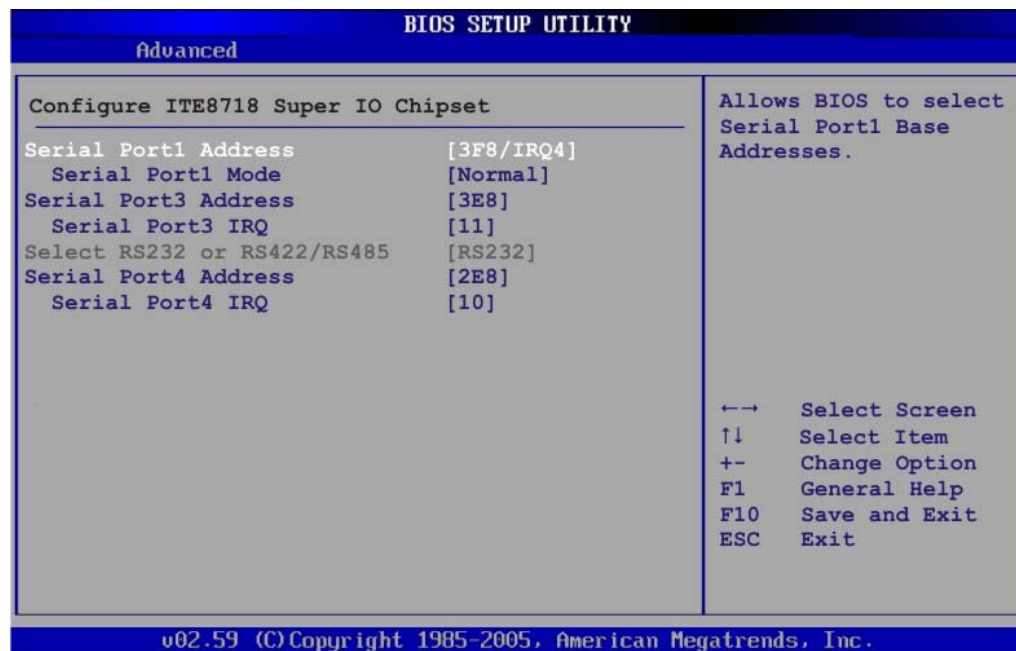 BIOS SETUP UTILITY
Advanced
Configure ITE8718 Super IO Chipset
Serial Port1 Address [3F8/IRQ4]
Serial Port1 Mode [Normal]
Serial Port3 Address [3E8]
Serial Port3 IRQ [11]
Select RS232 or RS422/RS485 [RS232]
Serial Port4 Address [2E8]
Serial Port4 IRQ [10]
Allows BIOS to select
Serial Port1 Base
Addresses.
←→ Select Screen
↑↓ Select Item
+- Change Option
F1 General Help
F10 Save and Exit
ESC Exit
v02.59 (C)Copyright 1985-2005, American Megatrends, Inc.